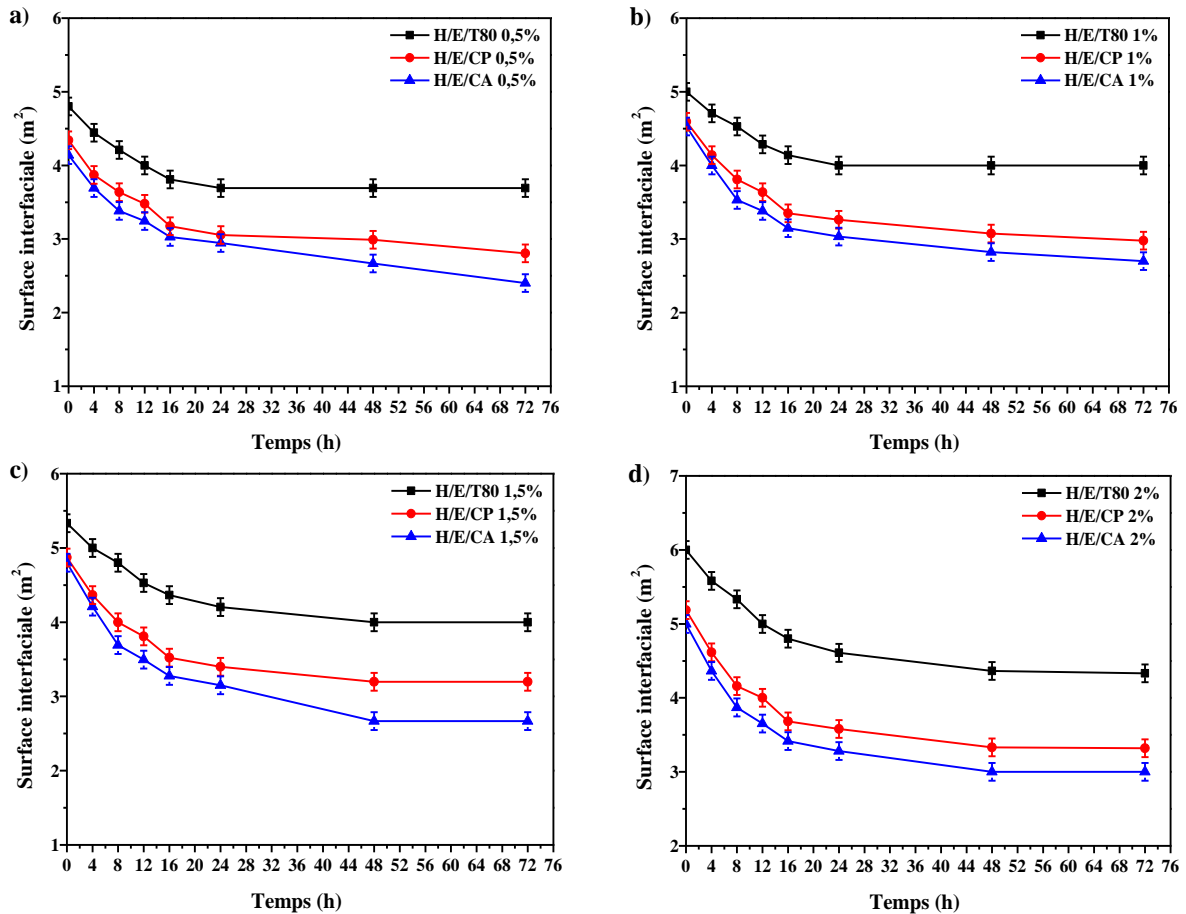 a)
H/E/T80 0,5%
H/E/CP 0,5%
H/E/CA 0,5%
Surface interfaciale (m²)
6
5
4
3
2
1
0 4 8 12 16 20 24 28 32 36 40 44 48 52 56 60 64 68 72 76
Temps (h)
b)
H/E/T80 1%
H/E/CP 1%
H/E/CA 1%
Surface interfaciale (m²)
6
5
4
3
2
1
0 4 8 12 16 20 24 28 32 36 40 44 48 52 56 60 64 68 72 76
Temps (h)
c)
H/E/T80 1,5%
H/E/CP 1,5%
H/E/CA 1,5%
Surface interfaciale (m²)
6
5
4
3
2
1
0 4 8 12 16 20 24 28 32 36 40 44 48 52 56 60 64 68 72 76
Temps (h)
d)
H/E/T80 2%
H/E/CP 2%
H/E/CA 2%
Surface interfaciale (m²)
7
6
5
4
3
2
0 4 8 12 16 20 24 28 32 36 40 44 48 52 56 60 64 68 72 76
Temps (h)